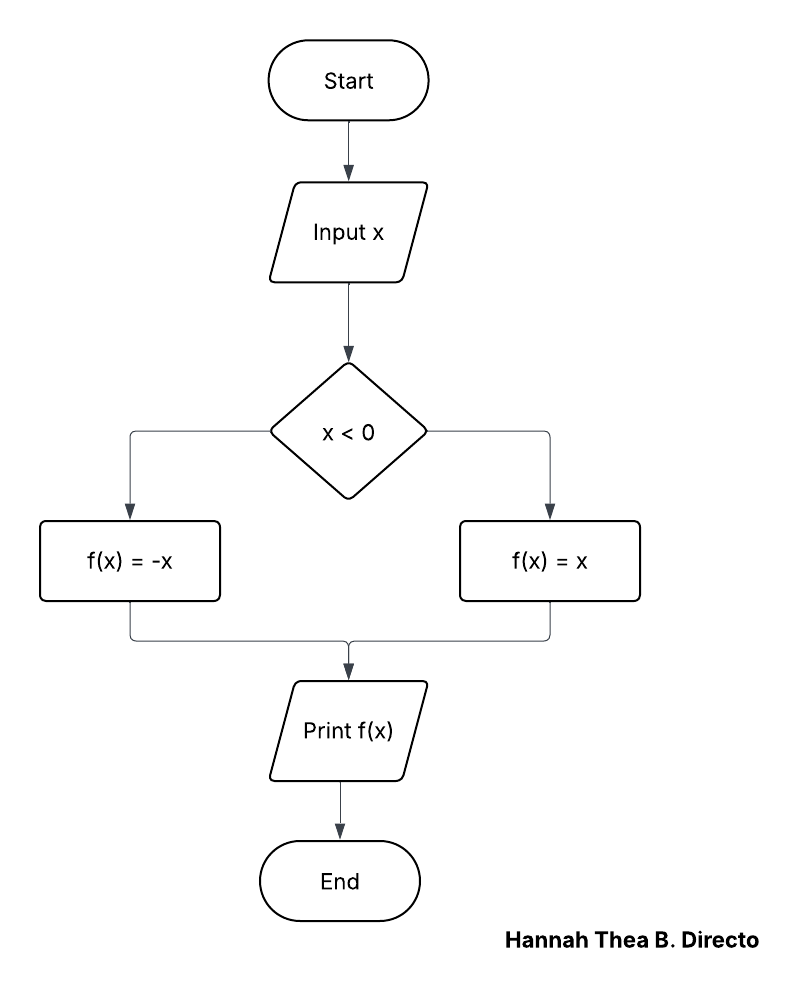 Start
Input x
x < 0
f(x) = -x
f(x) = x
Print f(x)
End
Hannah Thea B. Directo